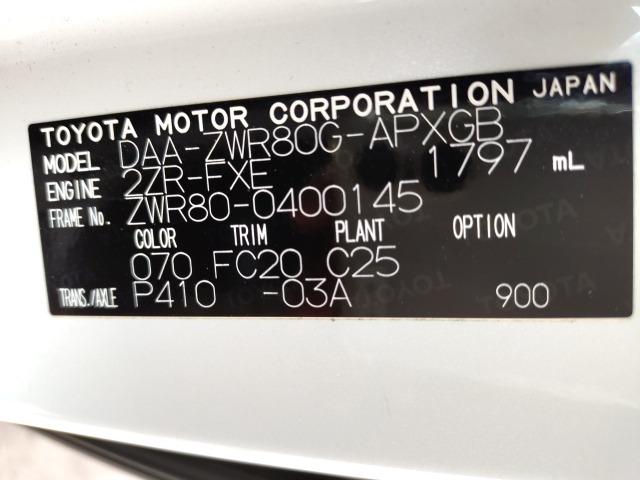 TOYOTA MOTOR CORPORATION JAPAN
MODEL DAA-ZWR80G-APXGB
ENGINE 2ZR-FXE 1797 mL
FRAME No. ZWR80-0400145
COLOR TRIM PLANT OPTION
070 FC20 C25
TRANS./AXLE P410 -03A 900